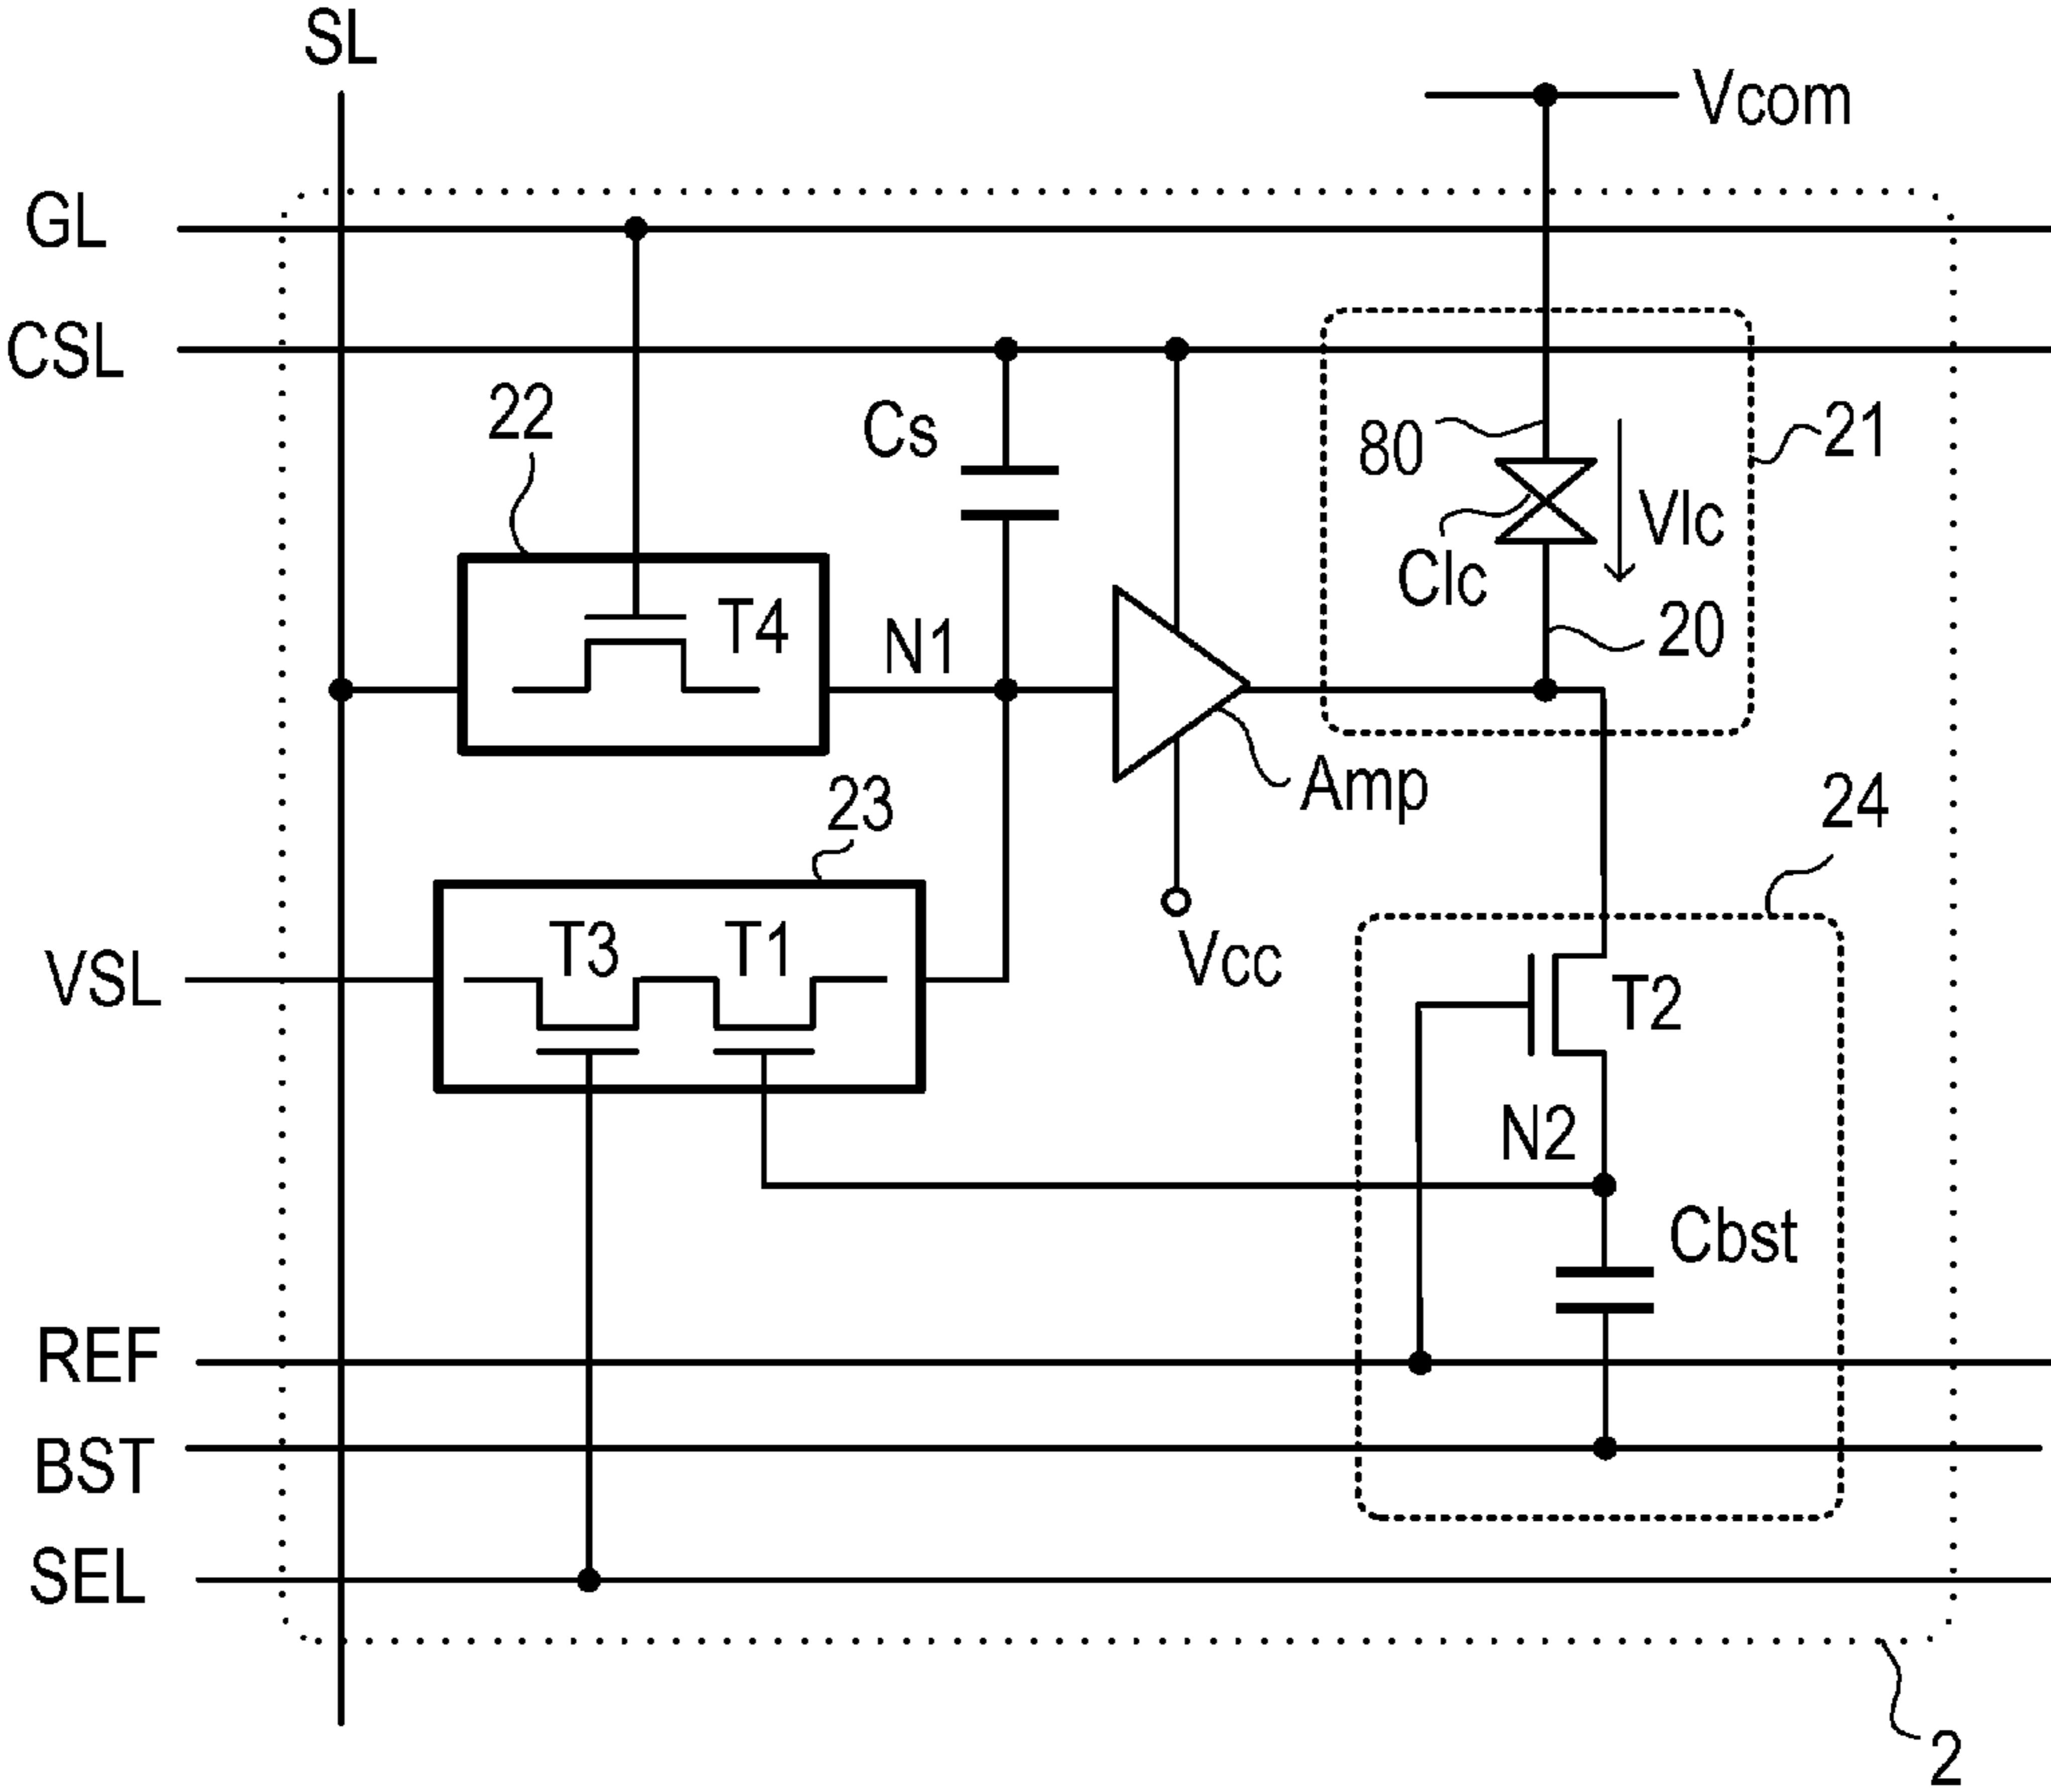 SL
Vcom
GL
CSL
22
Cs
80
21
Vlc
Clc
T4
N1
20
Amp
23
24
VSL
T3
T1
Vcc
T2
N2
Cbst
REF
BST
SEL
2